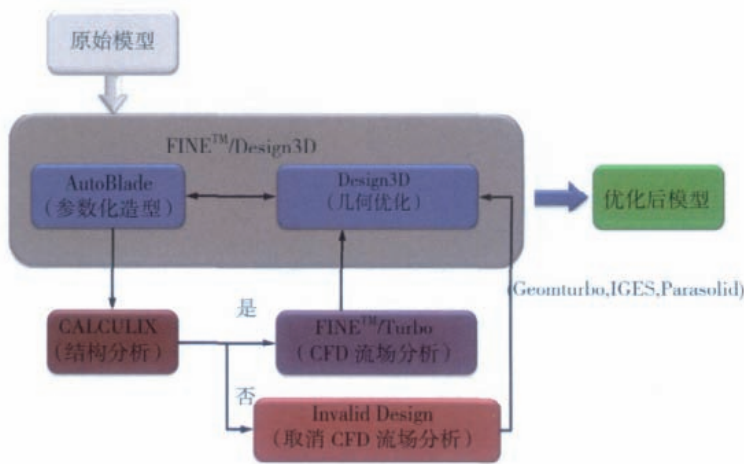 原始模型
FINE™/Design3D
AutoBlade
(参数化造型)
Design3D
(几何优化)
优化后模型
(Geomturbo,IGES,Parasolid)
CALCULIX
(结构分析)
是
FINE™/Turbo
(CFD 流场分析)
否
Invalid Design
(取消 CFD 流场分析)